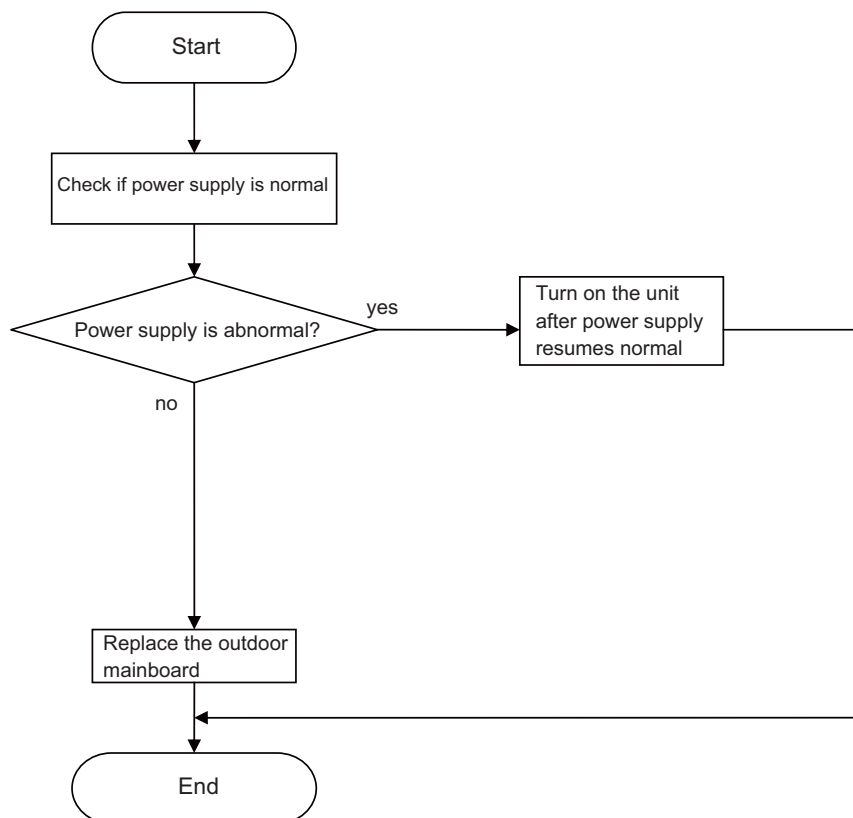 Start
Check if power supply is normal
Power supply is abnormal?
yes
Turn on the unit
after power supply
resumes normal
no
Replace the outdoor
mainboard
End